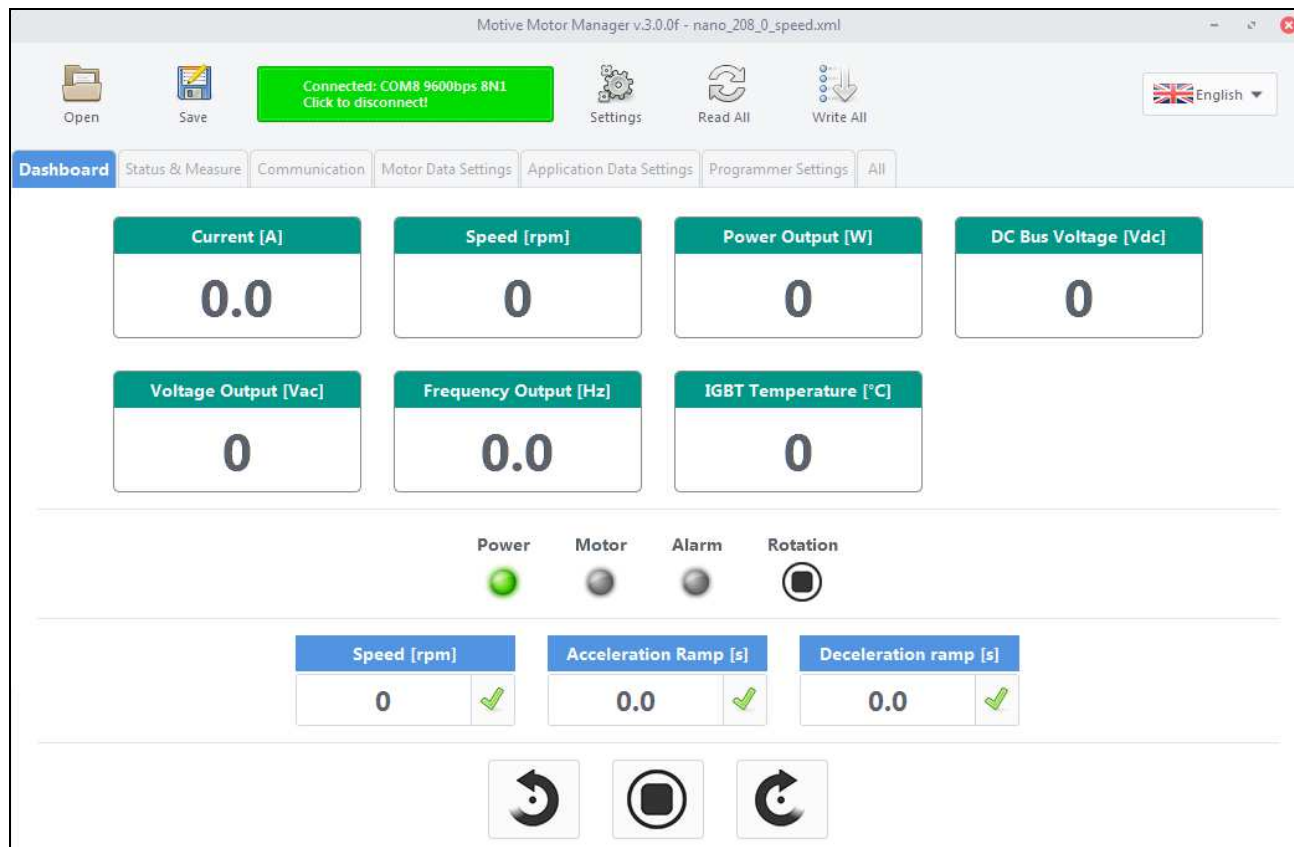 Motive Motor Manager v.3.0.0f - nano_208_0_speed.xml
Open
Save
Connected: COM8 9600bps 8N1
Click to disconnect!
Settings
Read All
Write All
English
Dashboard
Status & Measure
Communication
Motor Data Settings
Application Data Settings
Programmer Settings
All
Current [A]
Speed [rpm]
Power Output [W]
DC Bus Voltage [Vdc]
0.0
0
0
0
Voltage Output [Vac]
Frequency Output [Hz]
IGBT Temperature [°C]
0
0.0
0
Power
Motor
Alarm
Rotation
Speed [rpm]
Acceleration Ramp [s]
Deceleration ramp [s]
0
0.0
0.0